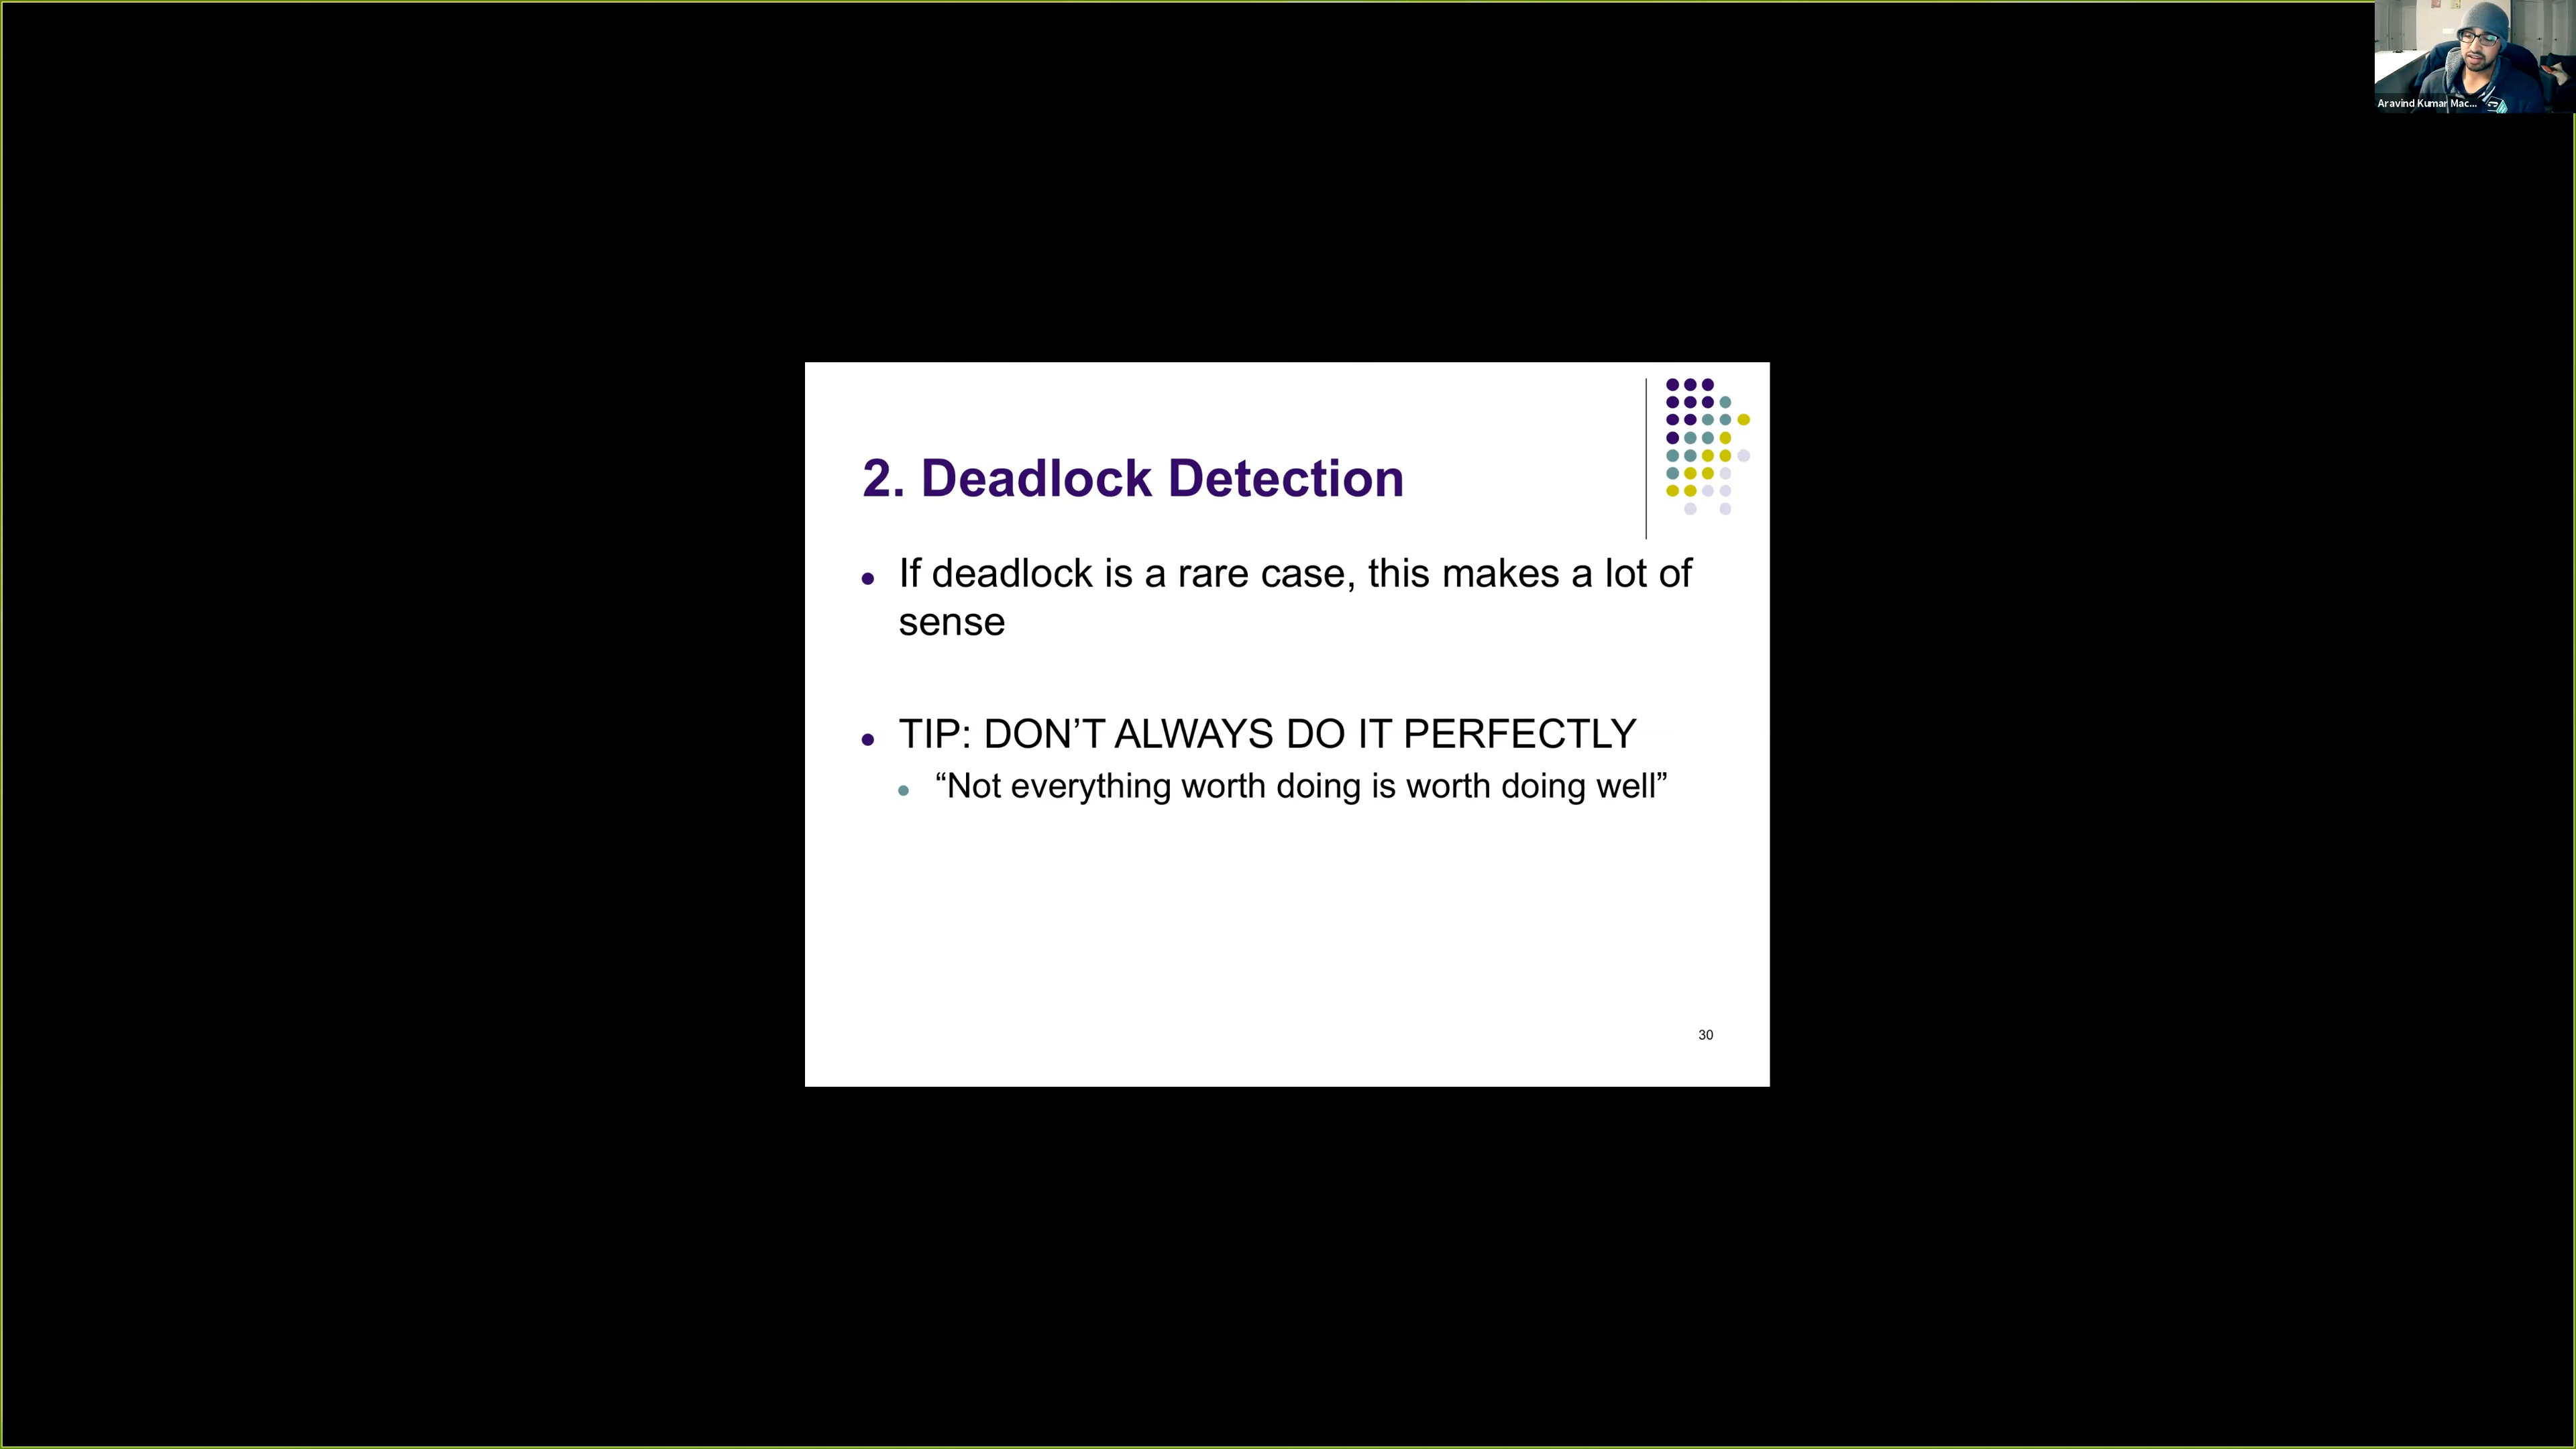 Aravind Kumar Mac...
2. Deadlock Detection
If deadlock is a rare case, this makes a lot of
sense
TIP: DON’T ALWAYS DO IT PERFECTLY
“Not everything worth doing is worth doing well”
30